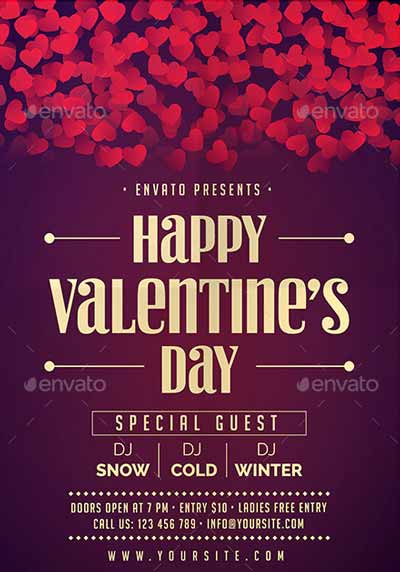 envato envato
• ENVATO PRESENTS •
HAPPY
VALENTINE'S
DAY
envato envato
SPECIAL GUEST
DJ DJ DJ
SNOW COLD WINTER
DOORS OPEN AT 7 PM • ENTRY $10 • LADIES FREE ENTRY
CALL US: 123 456 789 • INFO@YOURSITE.COM
WWW.YOURSITE.COM